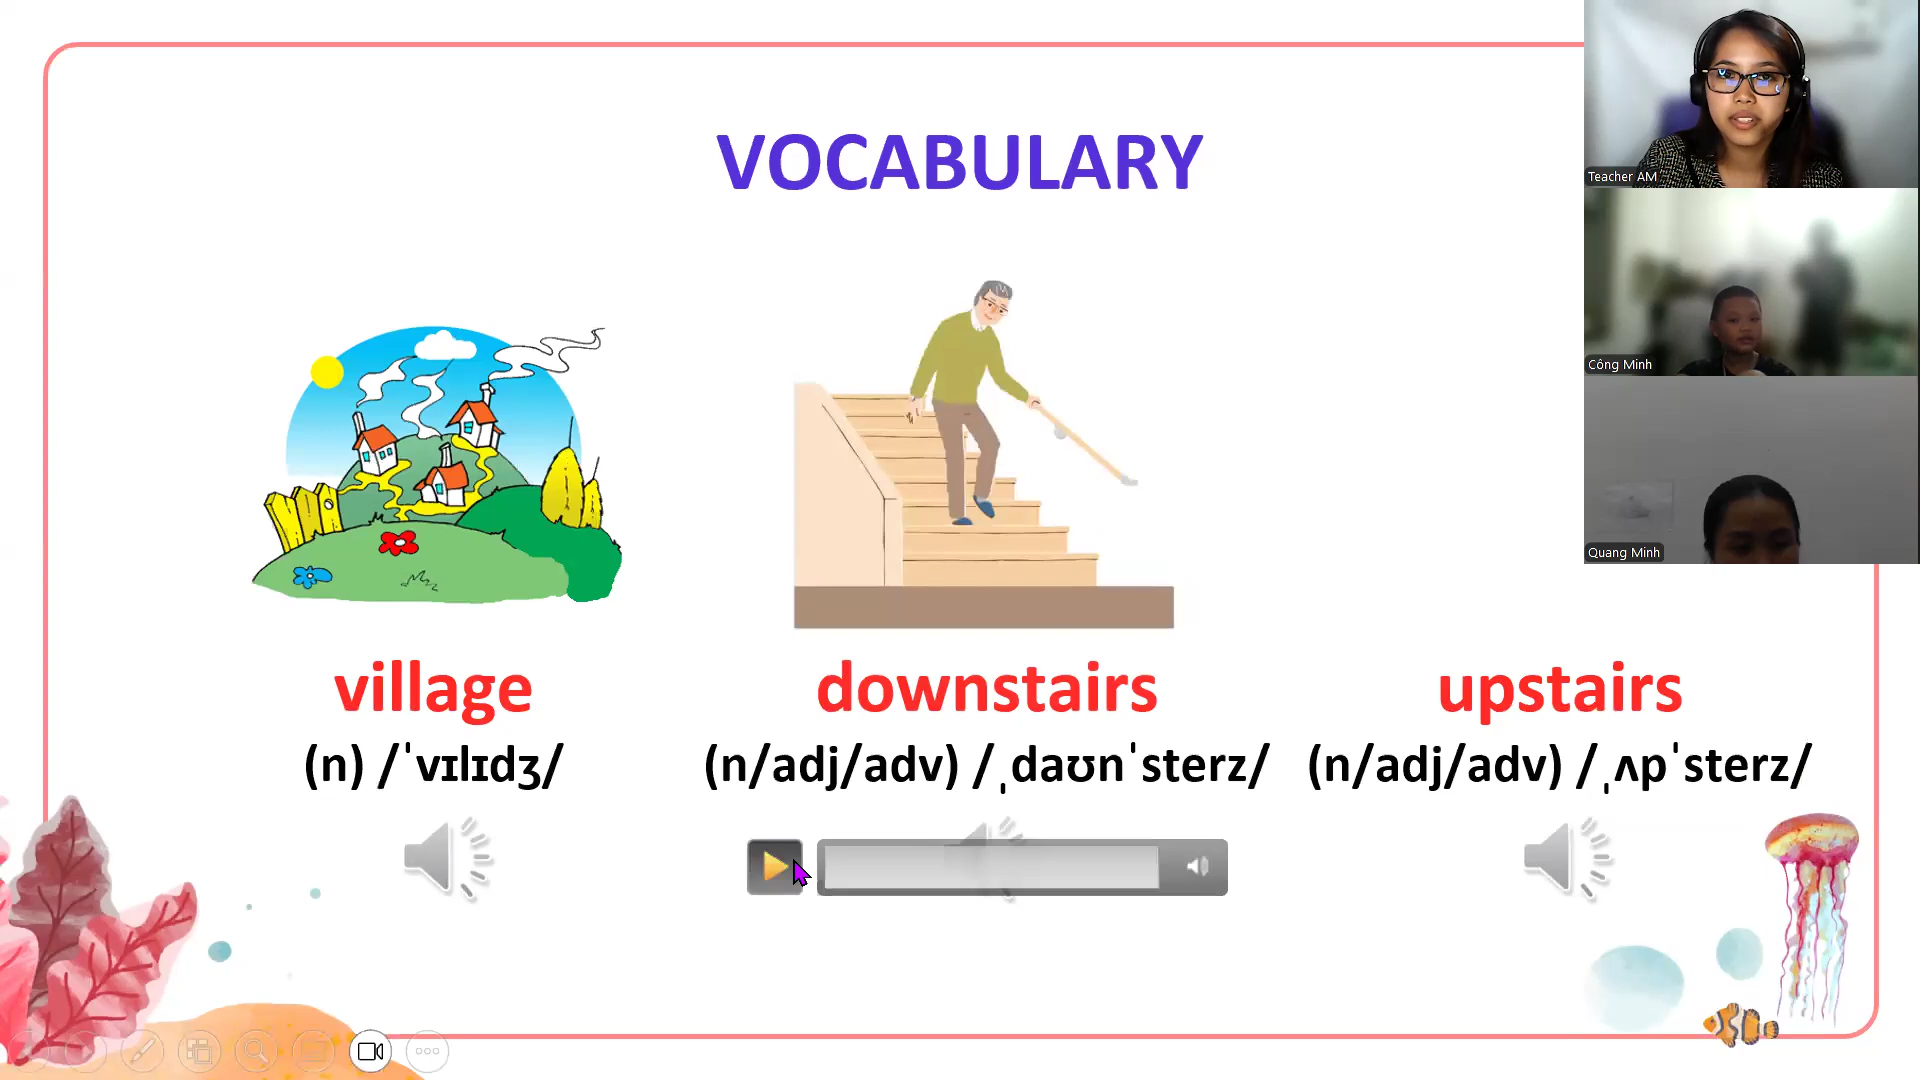 VOCABULARY
village
(n) /ˈvɪlɪdʒ/
downstairs
(n/adj/adv) /ˌdaʊnˈsterz/
upstairs
(n/adj/adv) /ˌʌpˈsterz/
Teacher AM
Công Minh
Quang Minh